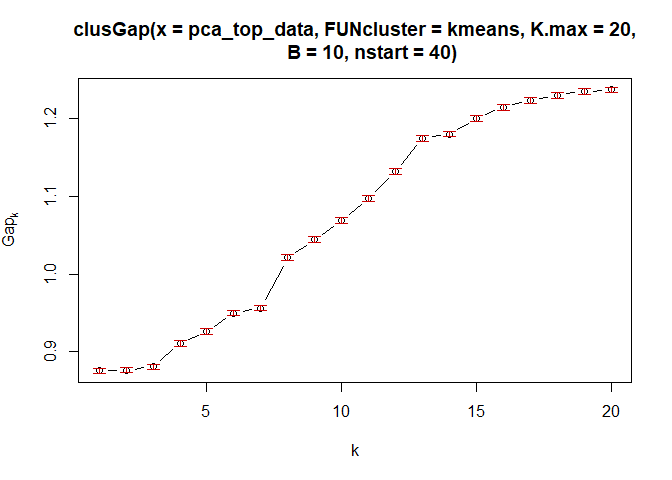 clusGap(x = pca_top_data, FUNcluster = kmeans, K.max = 20,
B = 10, nstart = 40)
Gapk
1.2
1.1
1.0
0.9
5 10 15 20
k